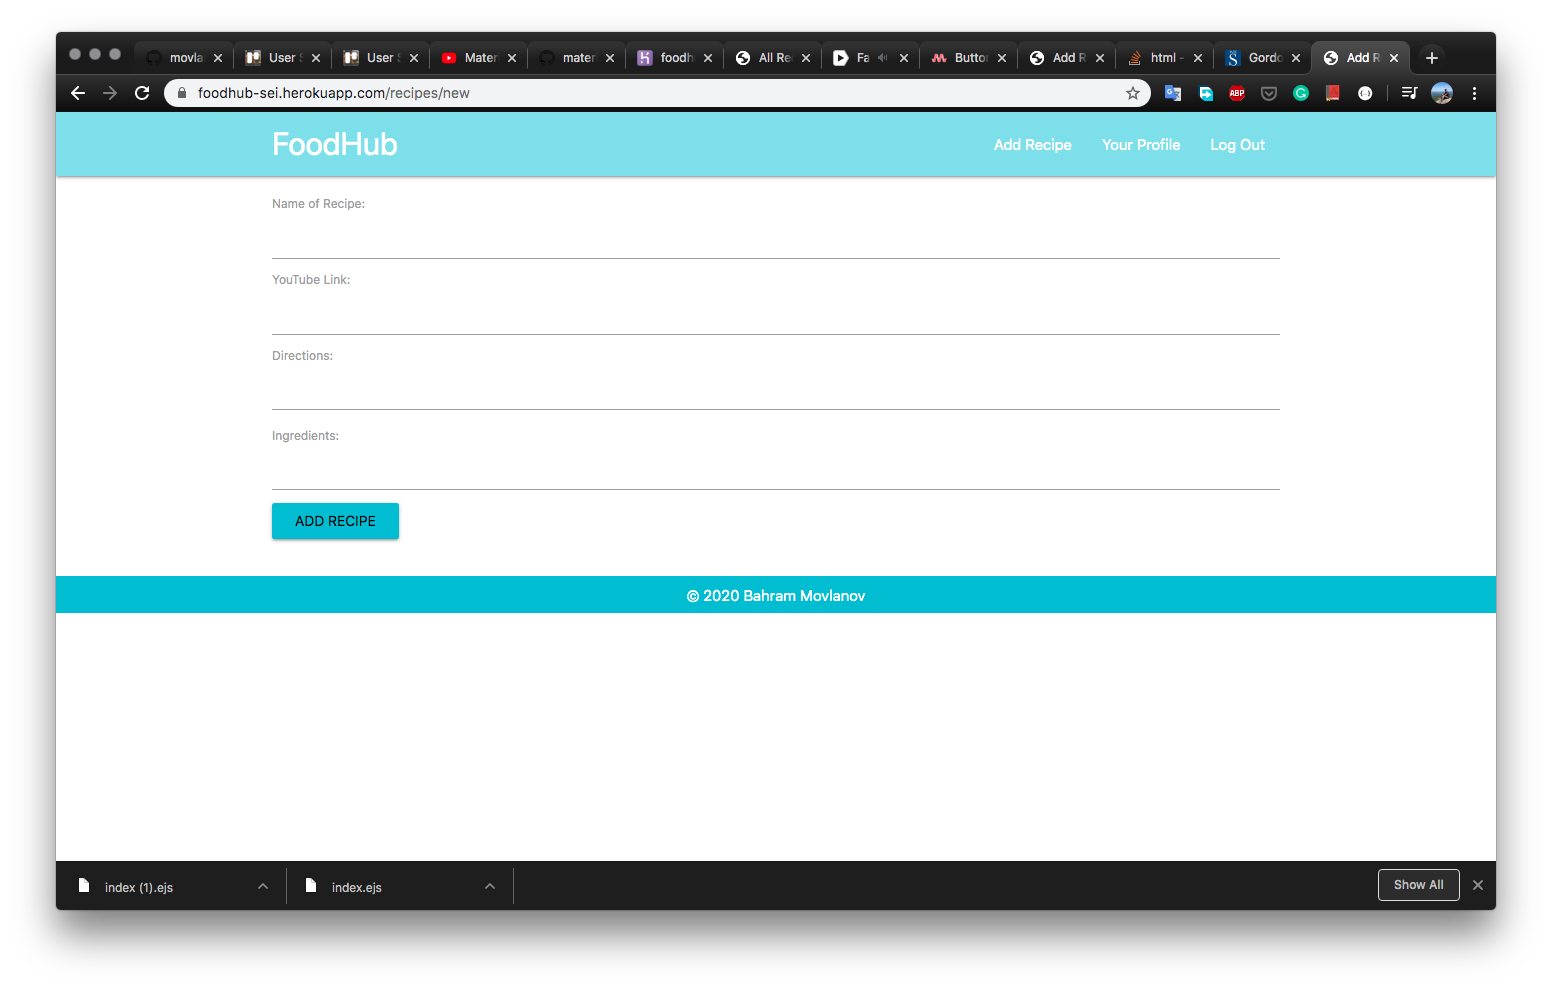 movla
User S
User S
Mater
mater
foodh
All Re
Fa
Button
Add R
html -
Gordo
Add R
foodhub-sei.herokuapp.com/recipes/new
ABP
FoodHub
Add Recipe
Your Profile
Log Out
Name of Recipe:
YouTube Link:
Directions:
Ingredients:
ADD RECIPE
© 2020 Bahram Movlanov
index (1).ejs
index.ejs
Show All